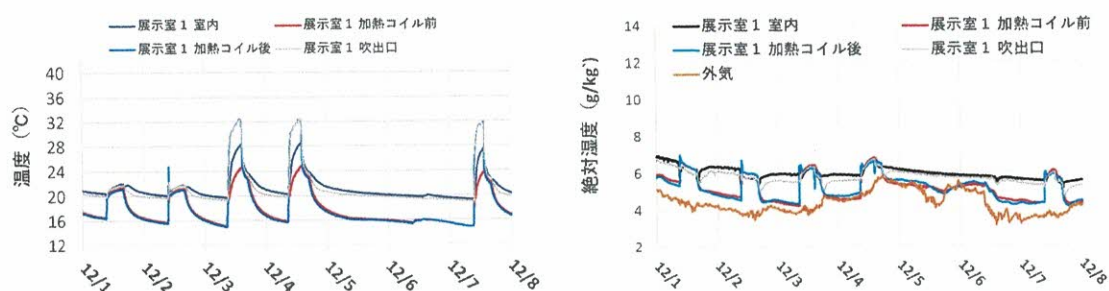 展示室1 室内
展示室1 加熱コイル前
展示室1 加熱コイル後
展示室1 吹出口
温度 (℃)
40
36
32
28
24
20
16
12
12/1
12/2
12/3
12/4
12/5
12/6
12/7
12/8
展示室1 室内
展示室1 加熱コイル前
展示室1 加熱コイル後
展示室1 吹出口
外気
絶対湿度 (g/kg')
14
12
10
8
6
4
2
12/1
12/2
12/3
12/4
12/5
12/6
12/7
12/8